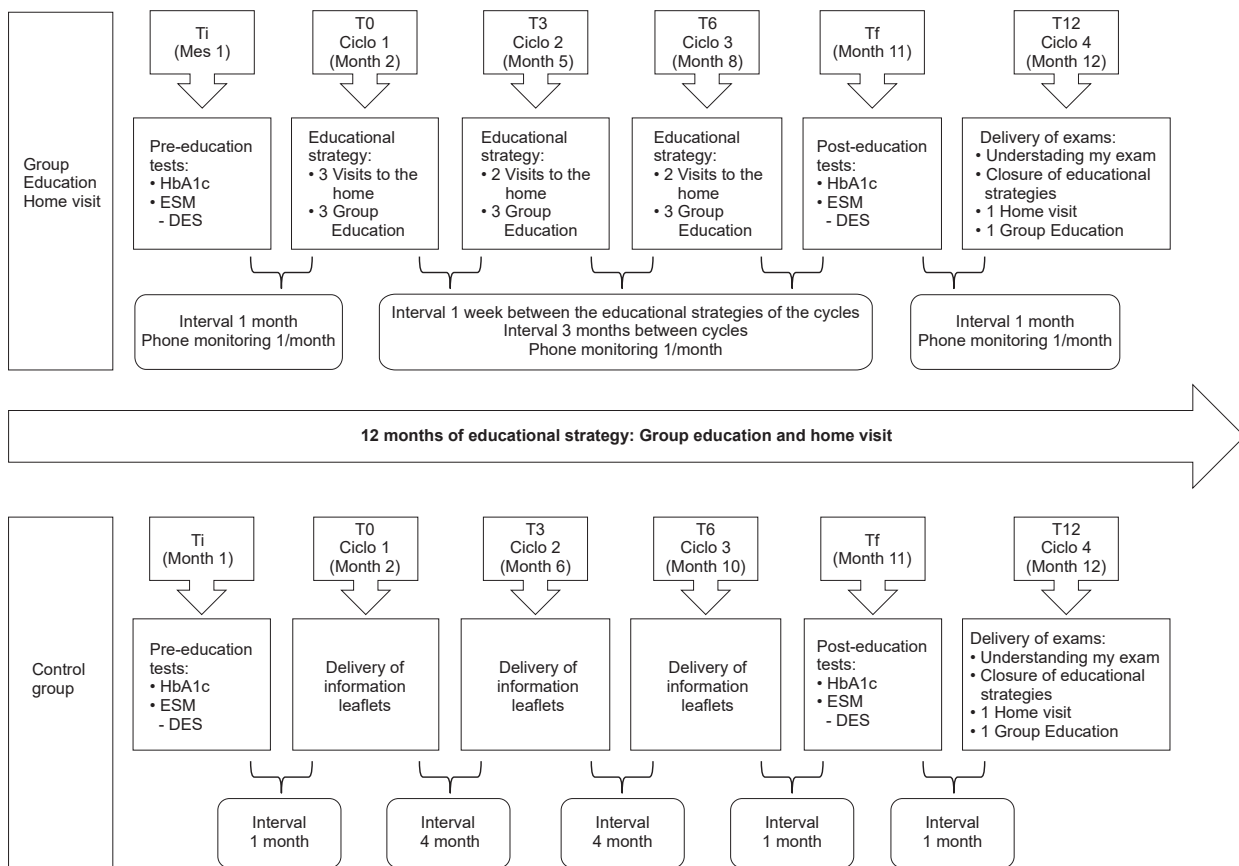 Group
Education
Home visit
Ti
(Mes 1)
T0
Ciclo 1
(Month 2)
T3
Ciclo 2
(Month 5)
T6
Ciclo 3
(Month 8)
Tf
(Month 11)
T12
Ciclo 4
(Month 12)
Pre-education
tests:
• HbA1c
• ESM
- DES
Educational
strategy:
• 3 Visits to the
home
• 3 Group
Education
Educational
strategy:
• 2 Visits to the
home
• 3 Group
Education
Educational
strategy:
• 2 Visits to the
home
• 3 Group
Education
Post-education
tests:
• HbA1c
• ESM
- DES
Delivery of exams:
• Understading my exam
• Closure of educational
strategies
• 1 Home visit
• 1 Group Education
Interval 1 month
Phone monitoring 1/month
Interval 1 week between the educational strategies of the cycles
Interval 3 months between cycles
Phone monitoring 1/month
Interval 1 month
Phone monitoring 1/month
12 months of educational strategy: Group education and home visit
Control
group
Ti
(Month 1)
T0
Ciclo 1
(Month 2)
T3
Ciclo 2
(Month 6)
T6
Ciclo 3
(Month 10)
Tf
(Month 11)
T12
Ciclo 4
(Month 12)
Pre-education
tests:
• HbA1c
• ESM
- DES
Delivery of
information
leaflets
Delivery of
information
leaflets
Delivery of
information
leaflets
Post-education
tests:
• HbA1c
• ESM
- DES
Delivery of exams:
• Understanding my exam
• Closure of educational
strategies
• 1 Home visit
• 1 Group Education
Interval
1 month
Interval
4 month
Interval
4 month
Interval
1 month
Interval
1 month